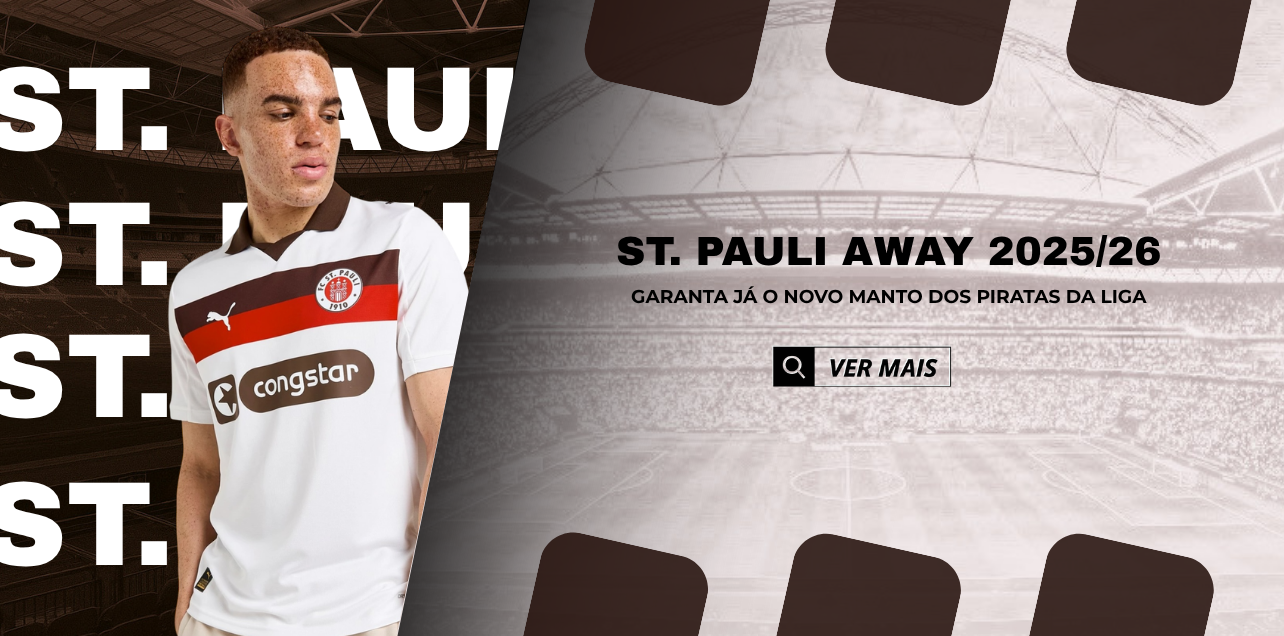 ST. PAULI
ST. PAULI
ST.
ST.
FC ST. PAULI
1910
congstar
ST. PAULI AWAY 2025/26
GARANTA JÁ O NOVO MANTO DOS PIRATAS DA LIGA
VER MAIS